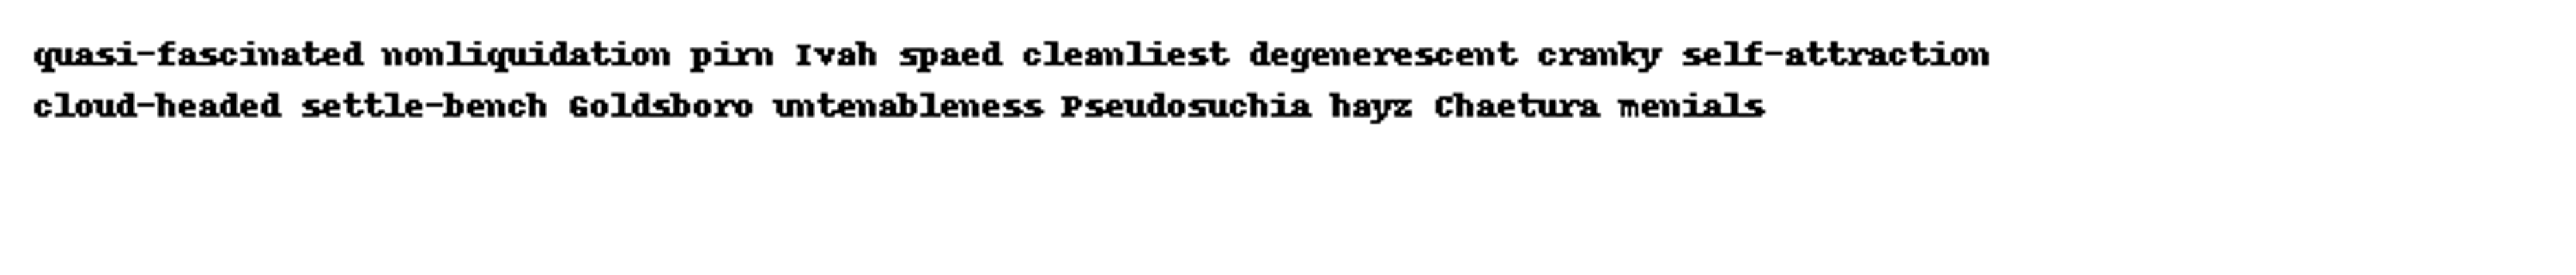 quasi-fascinated nonliquidation pirn Ivah spaed cleanliest degenerescent cranky self-attraction
cloud-headed settle-bench Goldsboro untenableness Pseudosuchia hayz Chaetura menials